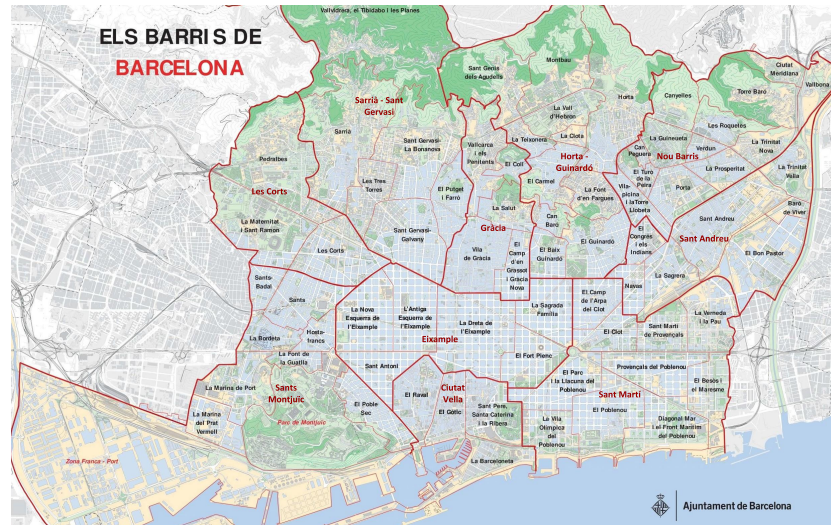 ELS BARRIS DE
BARCELONA
Vallvidrera, el Tibidabo i les Planes
Sant Genís
dels Agudells
Montbau
Ciutat
Meridiana
Vallbona
Torre Baró
Canyelles
Horta
La Vall
d'Hebron
Sarrià - Sant
Gervasi
Sarrià
Sant Gervasi-
La Bonanova
Vallcarca
i els
Penitents
La Teixonera
La Clota
La Guineueta
Les Roquetes
Verdun
La Trinitat
Nova
Can
Peguera
Nou Barris
Pedralbes
El Coll
Horta -
Guinardó
La Prosperitat
La Trinitat
Vella
El Turó
de la
Peira
Les Corts
Les Tres
Torres
El Putget
i Farró
El Carmel
La Font
d'en Fargues
Vila-
picina
i la Torre
Llobeta
Porta
Baró
de Viver
La Maternitat
i Sant Ramon
La Salut
Gràcia
Can
Baró
Sant Gervasi-
Galvany
Sant Andreu
Sant Andreu
El Congrés
i els
Indians
Les Corts
Vila
de Gràcia
El
Camp
d'en
Grassot
i Gràcia
Nova
El Baix
Guinardó
El Guinardó
El Bon Pastor
Sants-
Badal
La Sagrera
Navas
Sants
La Nova
Esquerra de
l'Eixample
L'Antiga
Esquerra de
l'Eixample
La Dreta de
l'Eixample
La Sagrada
Família
El Camp
de l'Arpa
del Clot
La Verneda
i la Pau
Sant Martí
de Provençals
El Clot
La Bordeta
Hosta-
francs
Eixample
La Font de
la Guatlla
Sant Antoni
El Fort Pienc
Provençals del Poblenou
El Parc
i la Llacuna del
Poblenou
El Besòs i
el Maresme
La Marina de Port
Sants
Montjuïc
Ciutat
Vella
Sant Martí
El Raval
El Poble
Sec
El Gòtic
Sant Pere,
Santa Caterina
i la Ribera
El Poblenou
La Marina
del Prat
Vermell
Parc de Montjuïc
La Vila
Olímpica
del
Poblenou
Diagonal Mar
i el Front Marítim
del Poblenou
Zona Franca - Port
La Barceloneta
Ajuntament de Barcelona